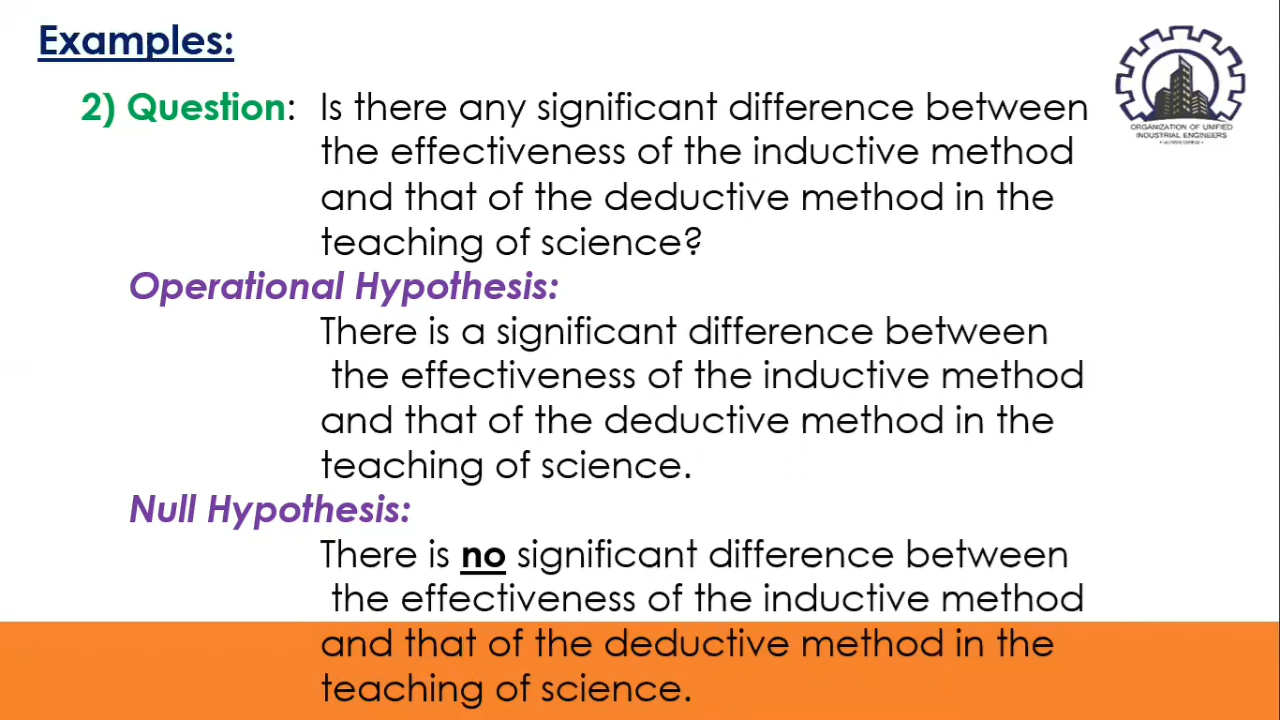 Examples:
2) Question: Is there any significant difference between
the effectiveness of the inductive method
and that of the deductive method in the
teaching of science?
Operational Hypothesis:
There is a significant difference between
the effectiveness of the inductive method
and that of the deductive method in the
teaching of science.
Null Hypothesis:
There is no significant difference between
the effectiveness of the inductive method
and that of the deductive method in the
teaching of science.
ORGANIZATION OF UNIFIED
INDUSTRIAL ENGINEERS